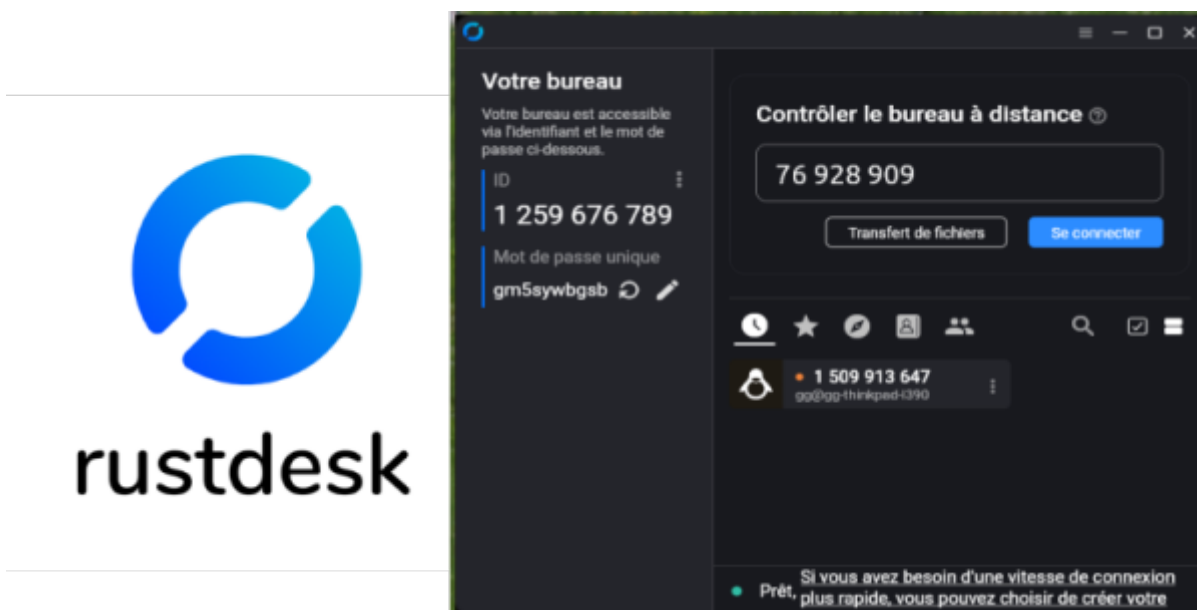 rustdesk
Votre bureau
Votre bureau est accessible
via l'identifiant et le mot de
passe ci-dessous.
ID
1 259 676 789
Mot de passe unique
gm5sywbgsb
Contrôler le bureau à distance
76 928 909
Transfert de fichiers
Se connecter
1 509 913 647
gg@gg-thinkpad-l390
Prêt, Si vous avez besoin d'une vitesse de connexion
plus rapide, vous pouvez choisir de créer votre